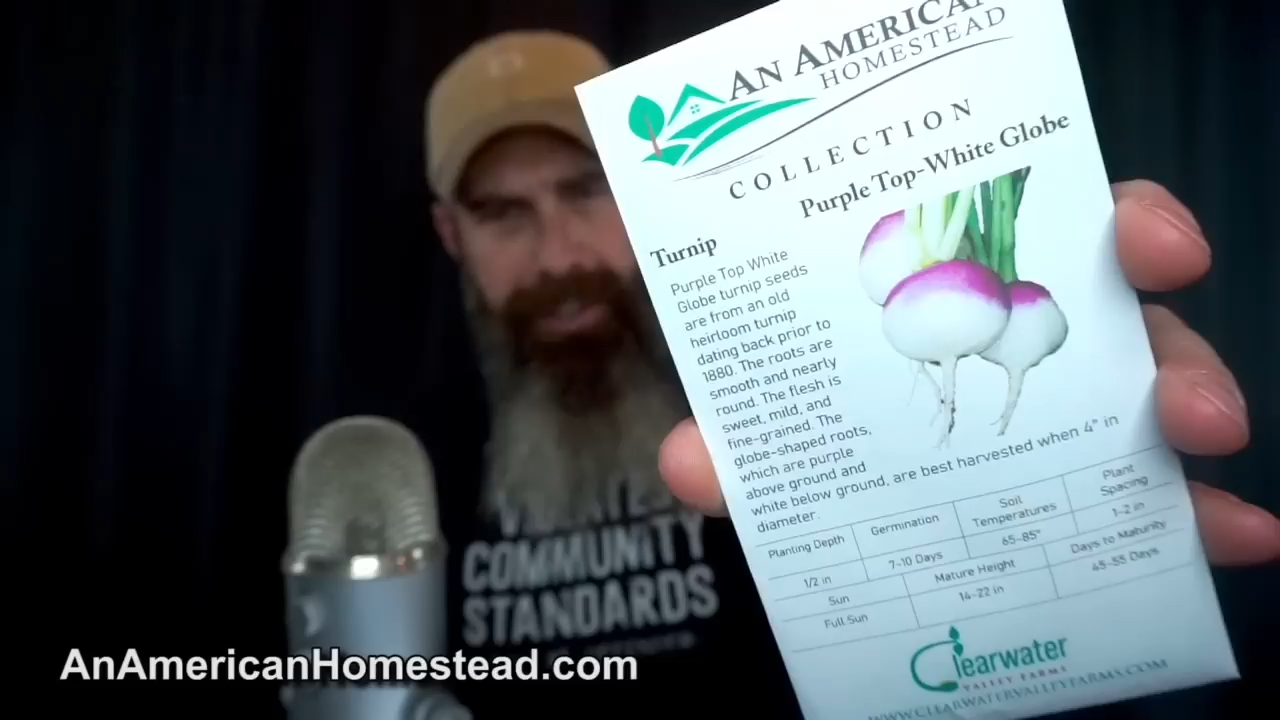 AN AMERICAN
HOMESTEAD
COLLECTION
Purple Top-White Globe
Turnip
Purple Top White
Globe turnip seeds
are from an old
heirloom turnip
dating back prior to
1880. The roots are
smooth and nearly
round. The flesh is
sweet, mild, and
fine-grained. The
globe-shaped roots,
which are purple
above ground and
white below ground, are best harvested when 4" in
diameter.
Planting Depth Germination Soil Temperatures Plant Spacing
1/2 in 7-10 Days 65-85° 1-2 in
Sun Mature Height Days to Maturity
Full Sun 14-22 in 45-55 Days
Clearwater
VALLEY FARMS
WWW.CLEARWATERVALLEYFARMS.COM
COMMUNITY
STANDARDS
AnAmericanHomestead.com